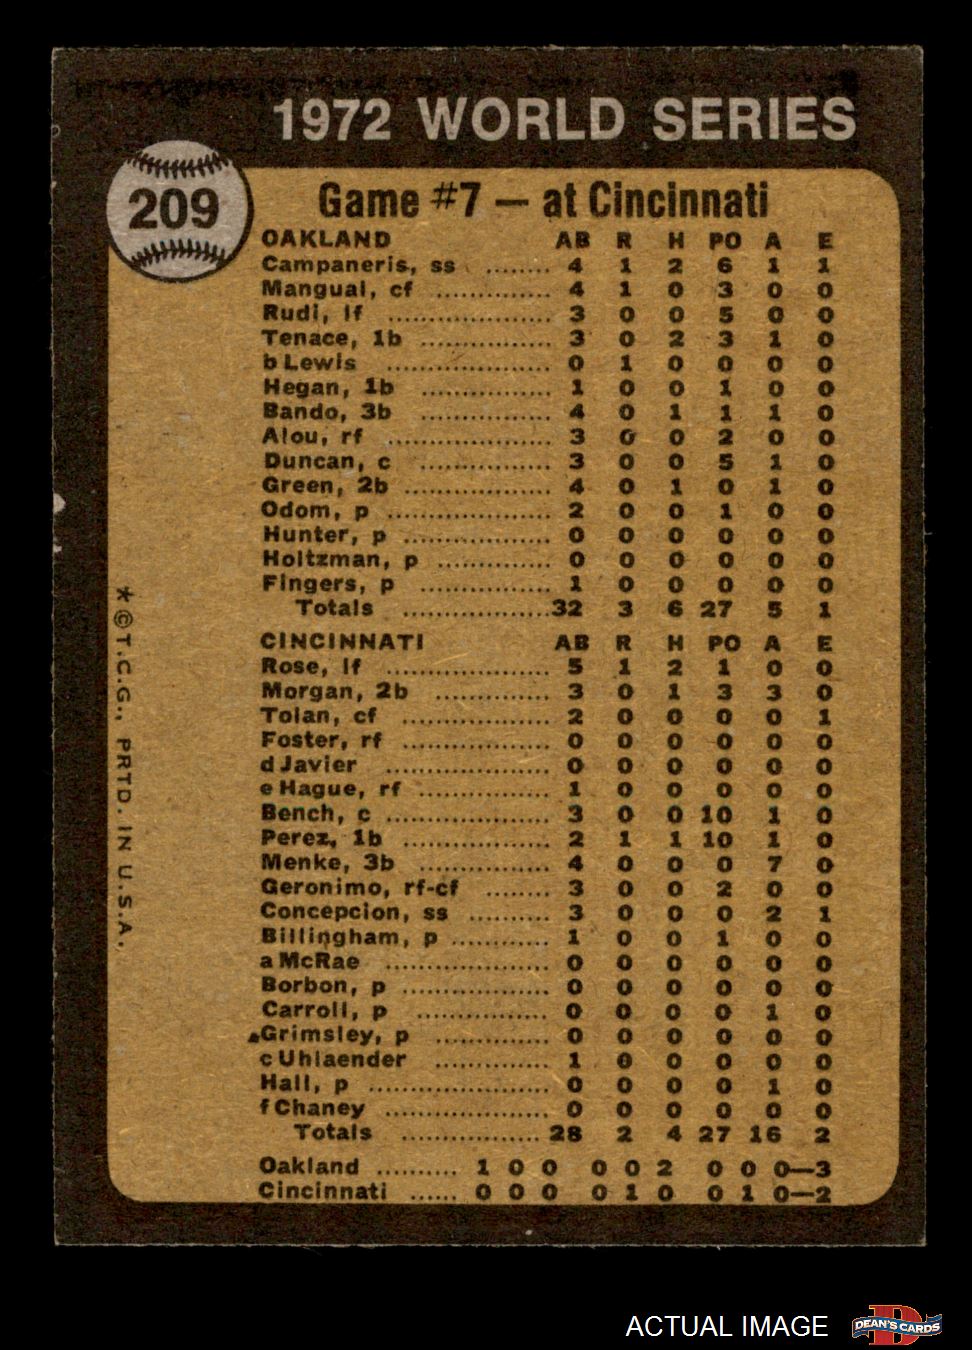 1972 WORLD SERIES
209
Game #7 — at Cincinnati
OAKLAND AB R H PO A E
Campaneris, ss ........ 4 1 2 6 1 1
Mangual, cf .............. 4 1 0 3 0 0
Rudi, lf .................... 3 0 0 5 0 0
Tenace, 1b ................ 3 0 2 3 1 0
b Lewis .................... 0 1 0 0 0 0
Hegan, 1b ................ 1 0 0 1 0 0
Bando, 3b ................ 4 0 1 1 1 0
Alou, rf .................... 3 0 0 2 0 0
Duncan, c ................ 3 0 0 5 1 0
Green, 2b .................. 4 0 1 0 1 0
Odom, p .................... 2 0 0 1 0 0
Hunter, p .................. 0 0 0 0 0 0
Holtzman, p .............. 0 0 0 0 0 0
Fingers, p ................ 1 0 0 0 0 0
Totals ..................32 3 6 27 5 1
CINCINNATI AB R H PO A E
Rose, lf .................... 5 1 2 1 0 0
Morgan, 2b .............. 3 0 1 3 3 0
Tolan, cf .................. 2 0 0 0 0 1
Foster, rf .................. 0 0 0 0 0 0
d Javier .................... 0 0 0 0 0 0
e Hague, rf ................ 1 0 0 0 0 0
Bench, c .................... 3 0 0 10 1 0
Perez, 1b .................. 2 1 1 10 1 0
Menke, 3b ................ 4 0 0 0 7 0
Geronimo, rf-cf ........ 3 0 0 2 0 0
Concepcion, ss .......... 3 0 0 0 2 1
Billingham, p ............ 1 0 0 1 0 0
a McRae .................... 0 0 0 0 0 0
Borbon, p .................. 0 0 0 0 0 0
Carroll, p ................ 0 0 0 0 1 0
Grimsley, p .............. 0 0 0 0 0 0
c Uhlaender .............. 1 0 0 0 0 0
Hall, p ...................... 0 0 0 0 1 0
f Chaney .................... 0 0 0 0 0 0
Totals .................. 28 2 4 27 16 2
Oakland .......... 1 0 0 0 0 2 0 0 0—3
Cincinnati ...... 0 0 0 0 1 0 0 1 0—2
*©T.C.G., PRTD. IN U.S.A.
ACTUAL IMAGE
D
DEAN'S CARDS